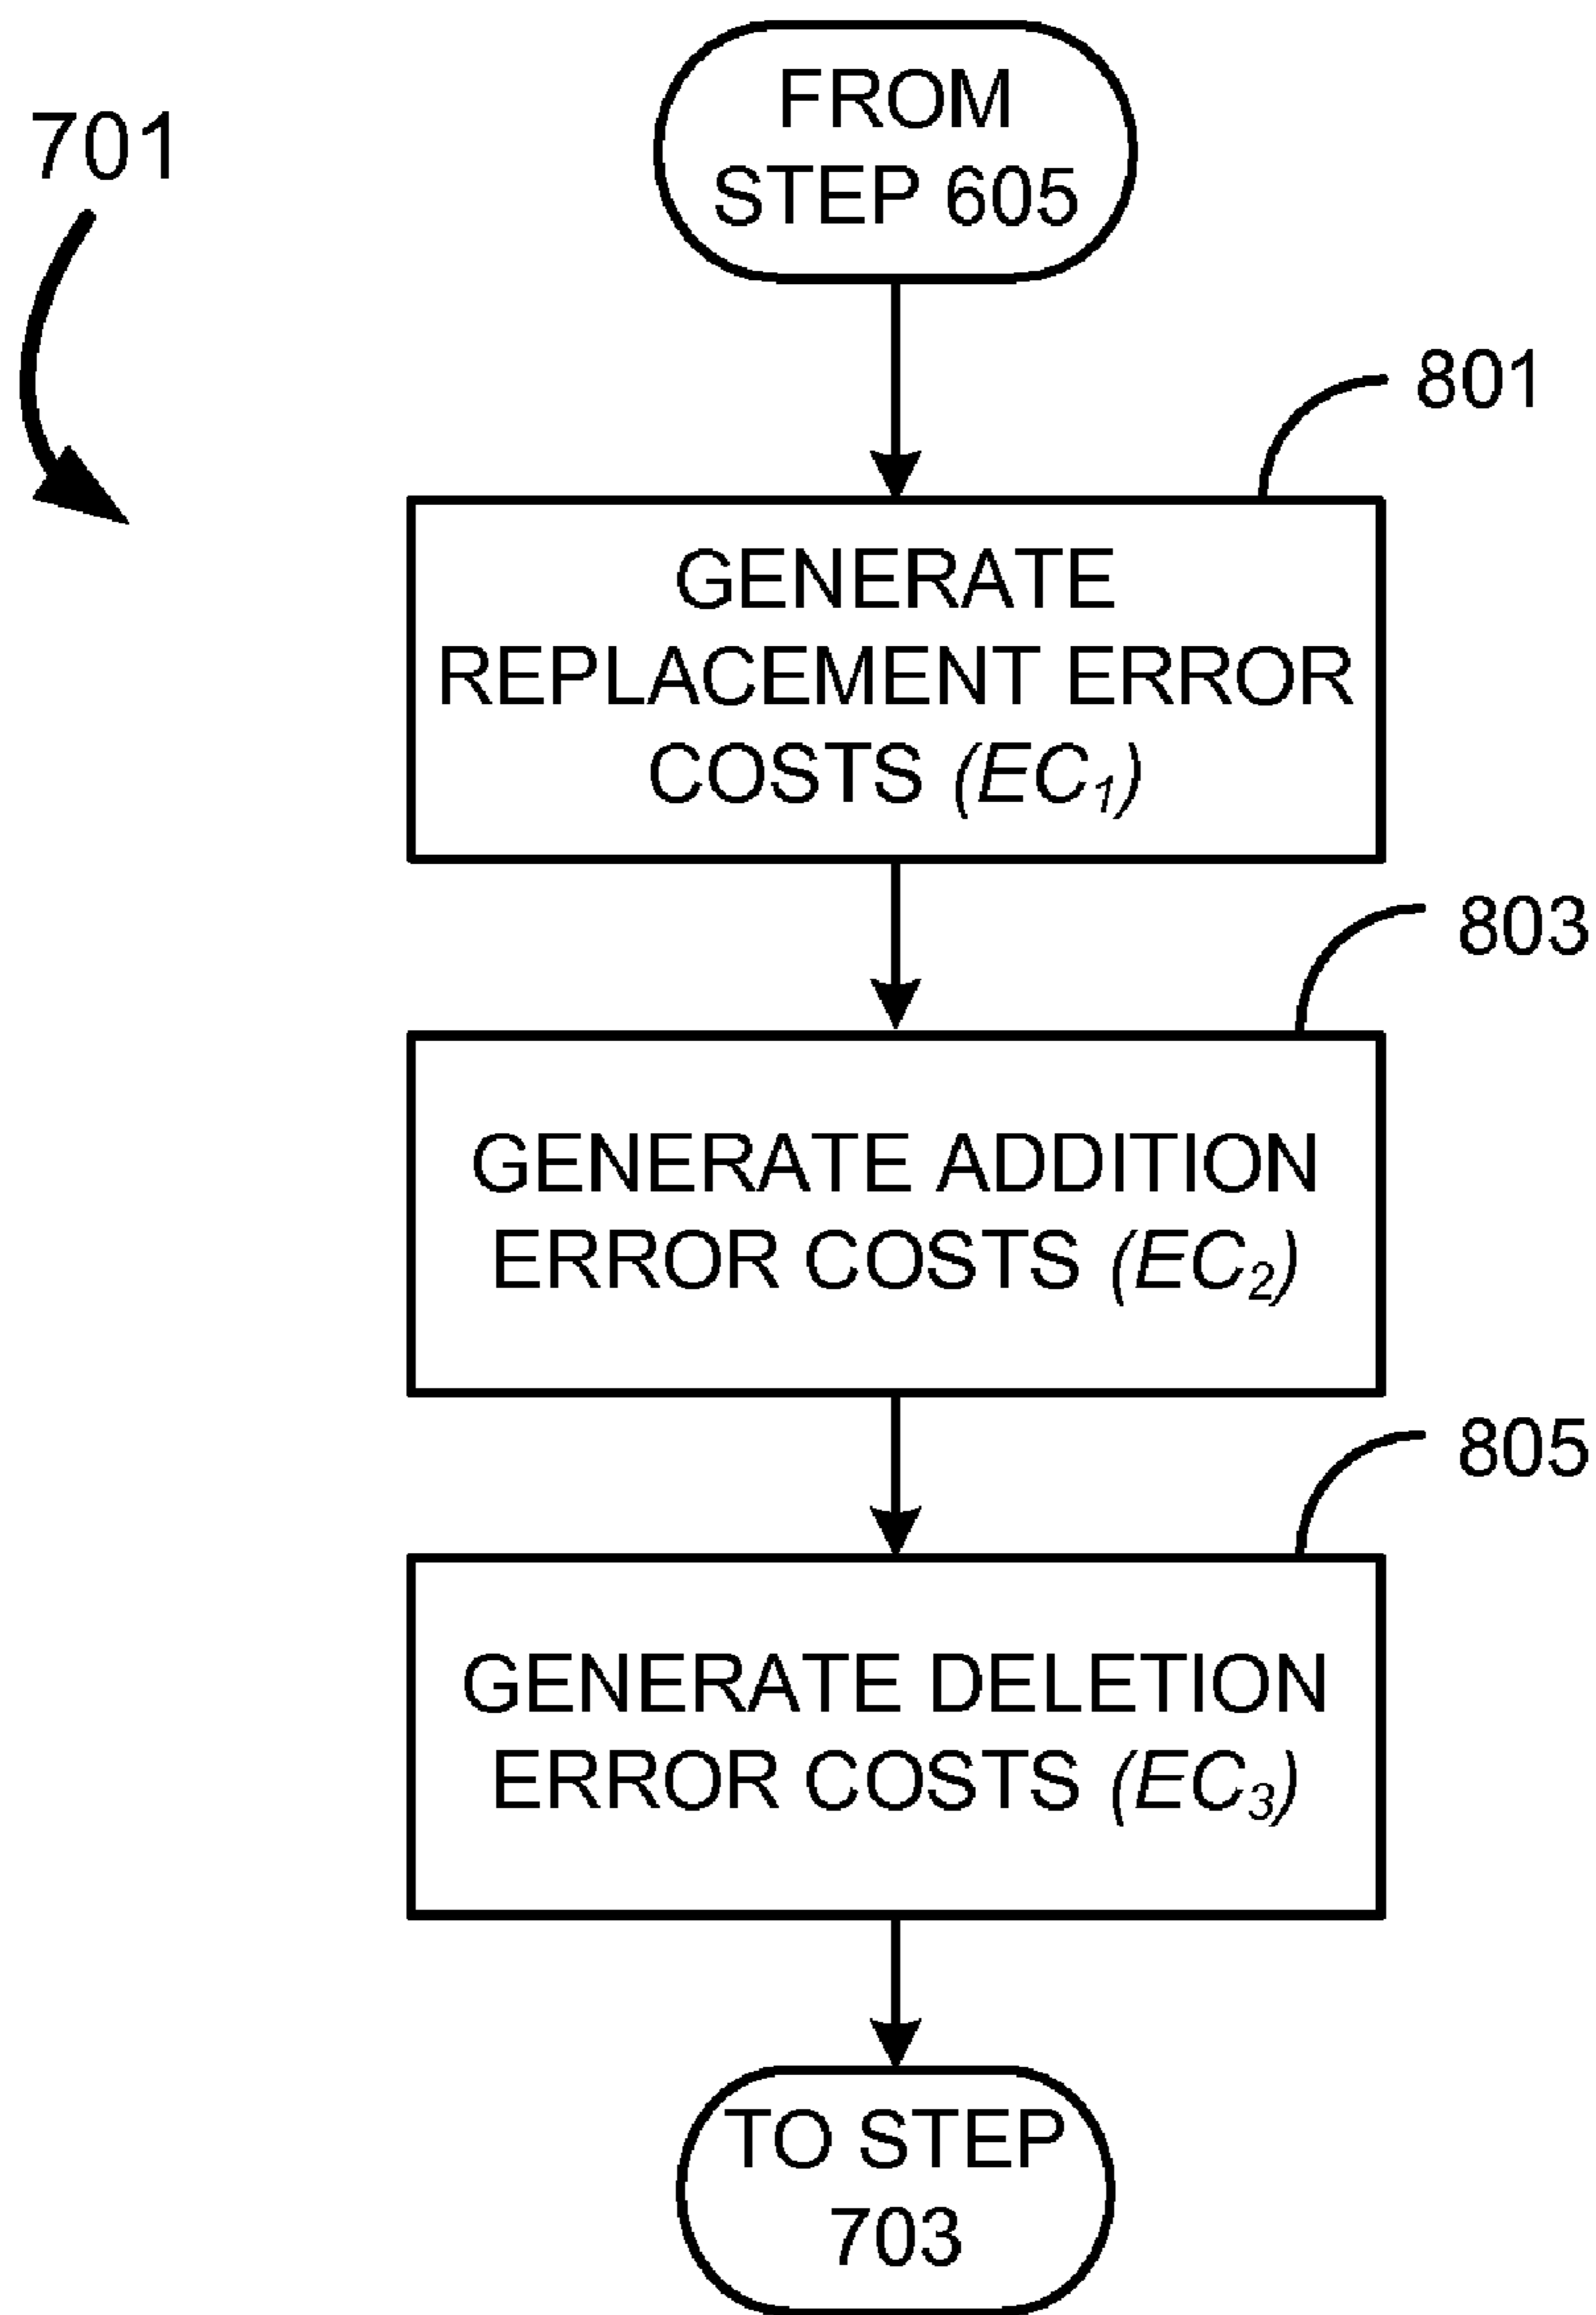 FROM
STEP 605
701
801
GENERATE
REPLACEMENT ERROR
COSTS (EC₁)
803
GENERATE ADDITION
ERROR COSTS (EC₂)
805
GENERATE DELETION
ERROR COSTS (EC₃)
TO STEP
703